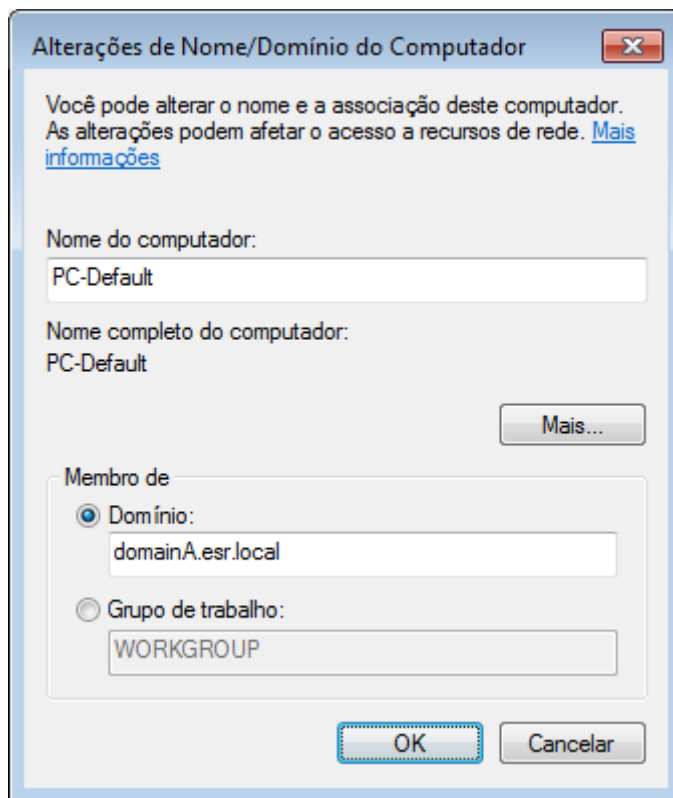 Alterações de Nome/Domínio do Computador
Você pode alterar o nome e a associação deste computador.
As alterações podem afetar o acesso a recursos de rede. Mais
informações
Nome do computador:
PC-Default
Nome completo do computador:
PC-Default
Mais...
Membro de
Domínio:
domainA.esr.local
Grupo de trabalho:
WORKGROUP
OK
Cancelar